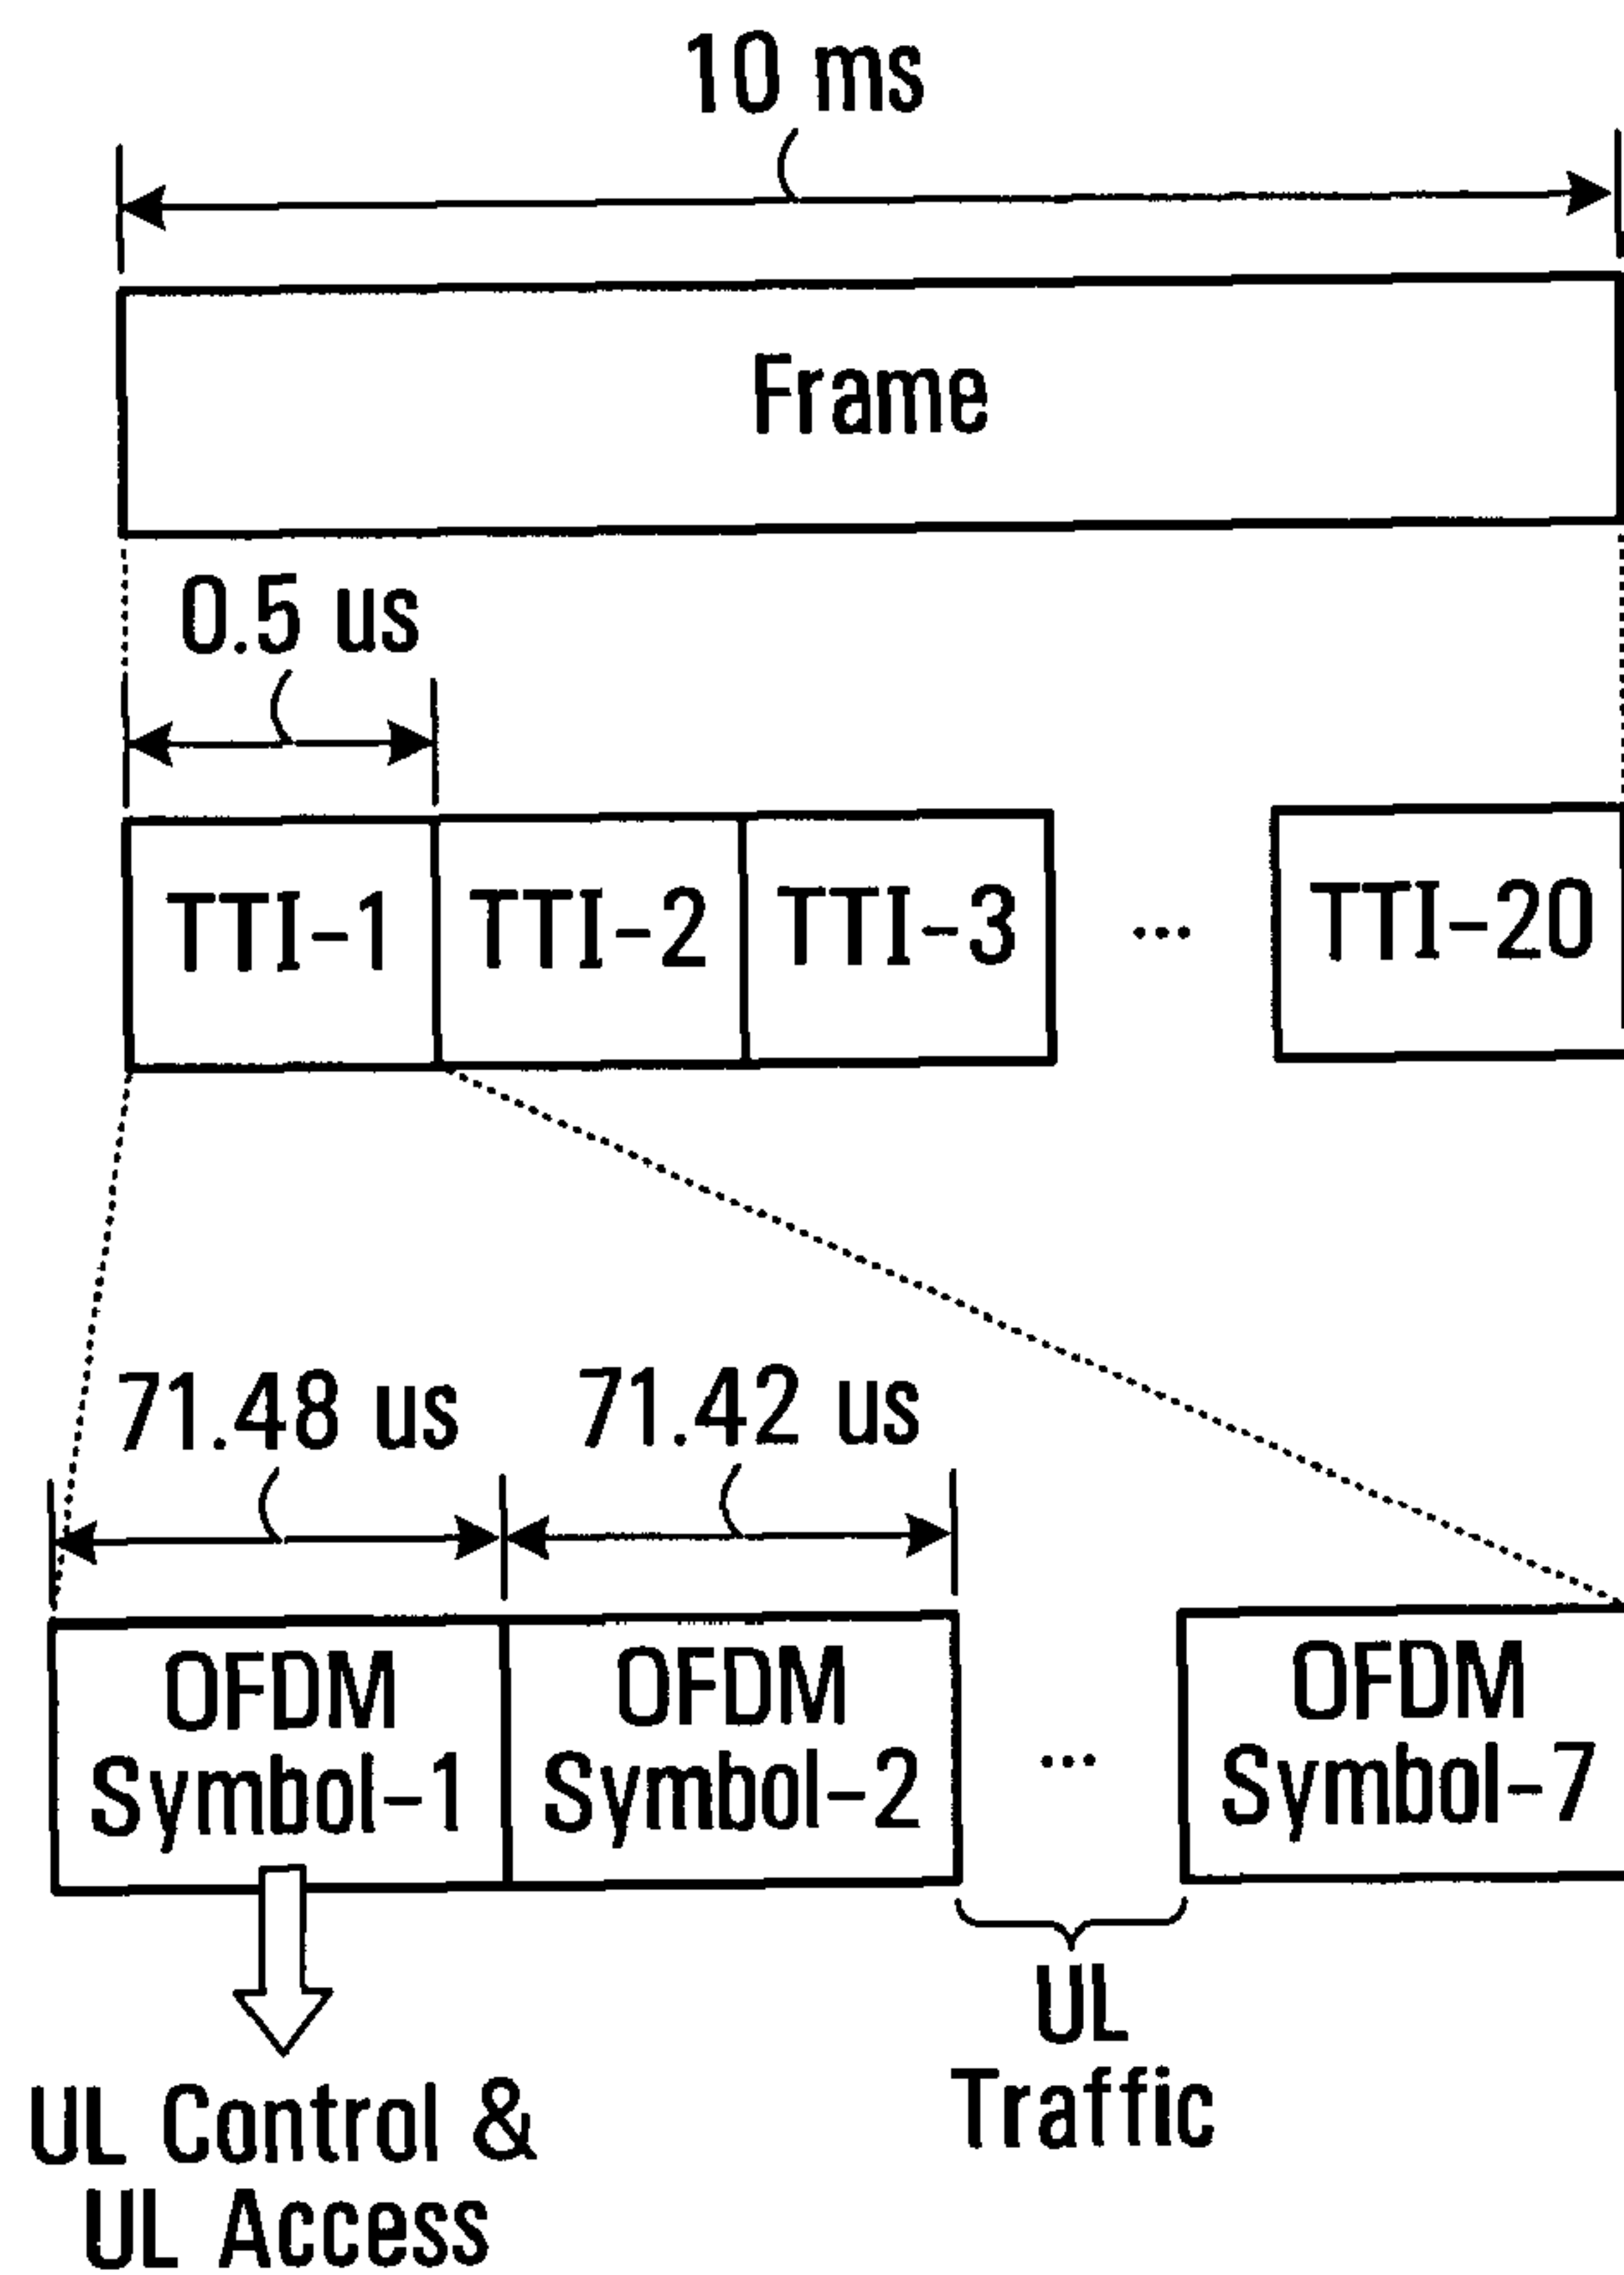 10 ms
Frame
0.5 us
TTI-1 TTI-2 TTI-3 ... TTI-20
71.48 us 71.42 us
OFDM Symbol-1
OFDM Symbol-2
...
OFDM Symbol-7
UL Control &
UL Access
UL
Traffic